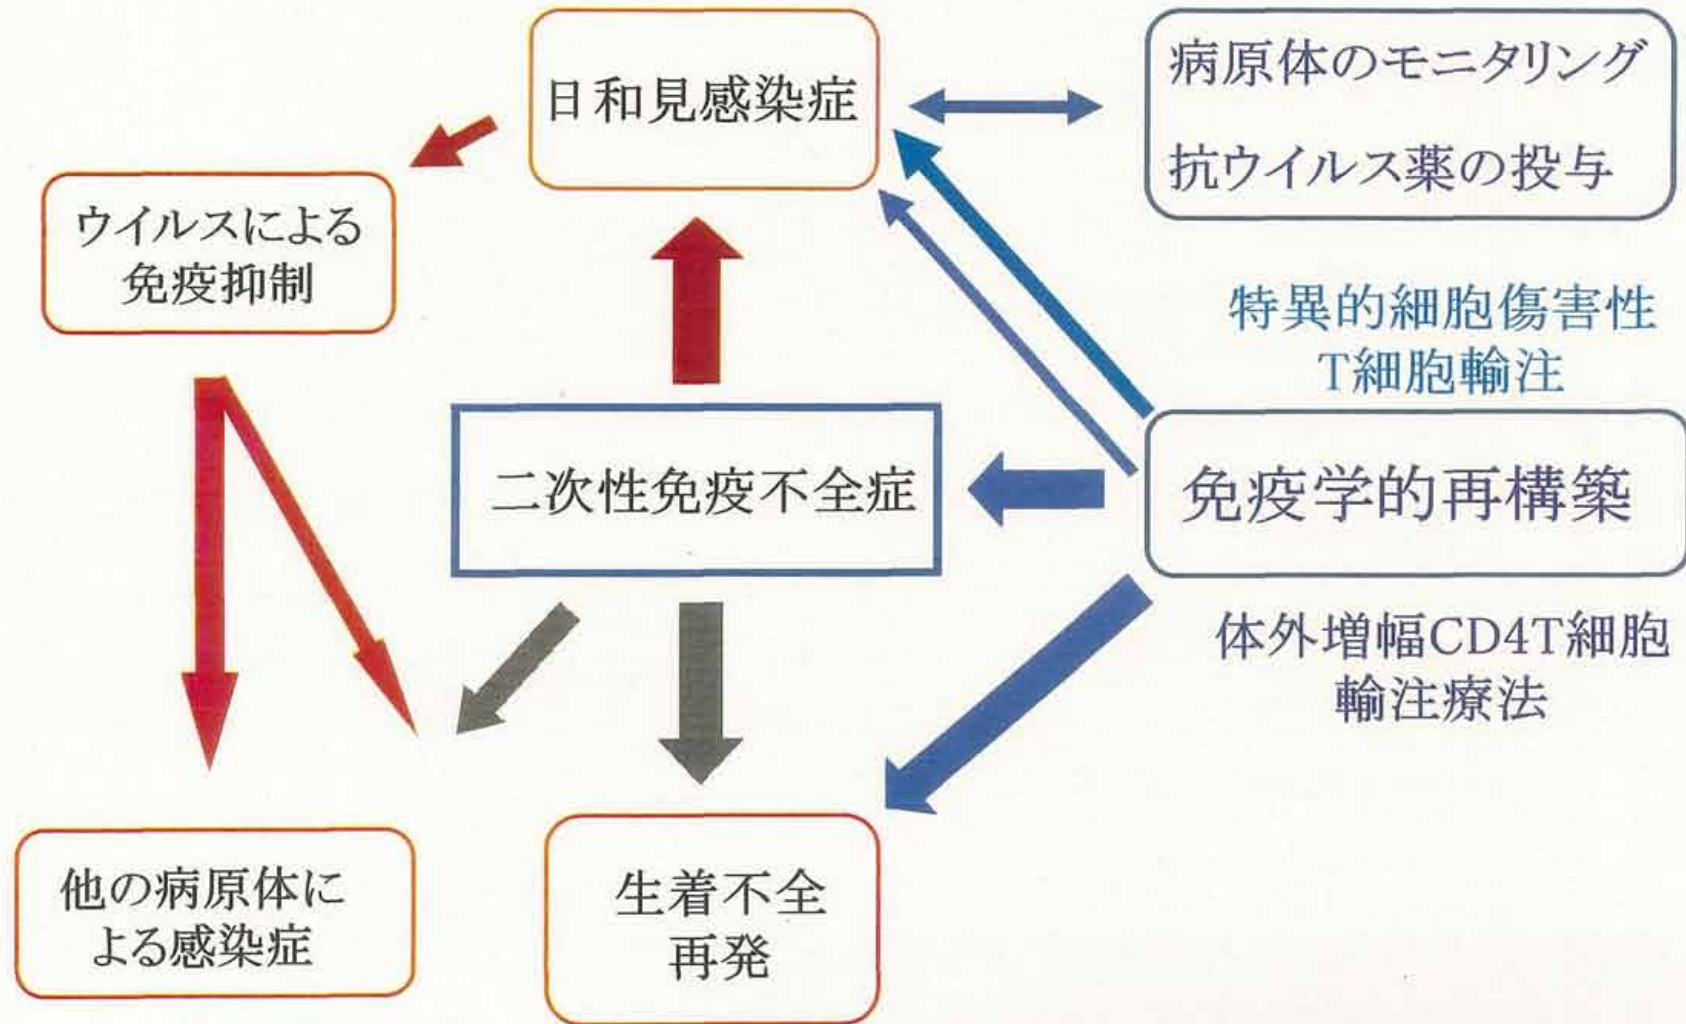 日和見感染症
病原体のモニタリング
抗ウイルス薬の投与
ウイルスによる
免疫抑制
特異的細胞傷害性
T細胞輸注
二次性免疫不全症
免疫学的再構築
体外増幅CD4T細胞
輸注療法
他の病原体に
よる感染症
生着不全
再発